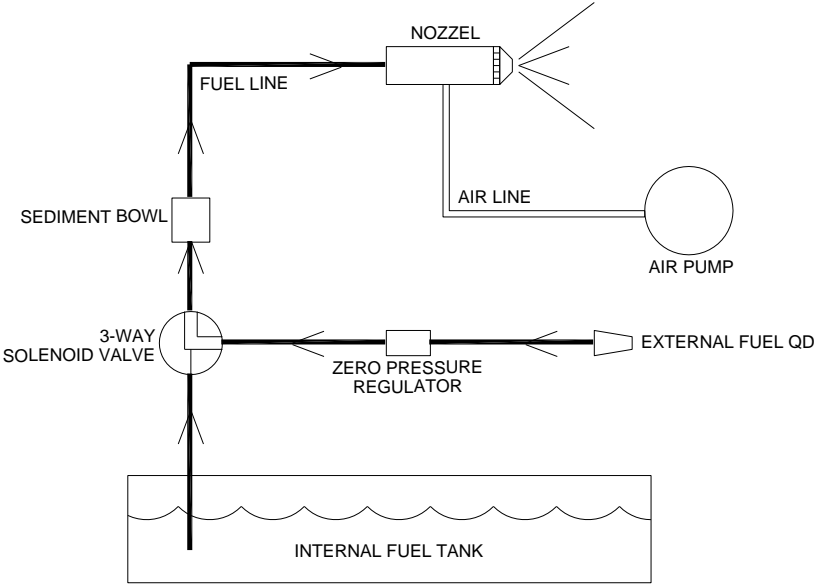 NOZZEL
FUEL LINE
AIR LINE
SEDIMENT BOWL
AIR PUMP
3-WAY
SOLENOID VALVE
EXTERNAL FUEL QD
ZERO PRESSURE
REGULATOR
INTERNAL FUEL TANK